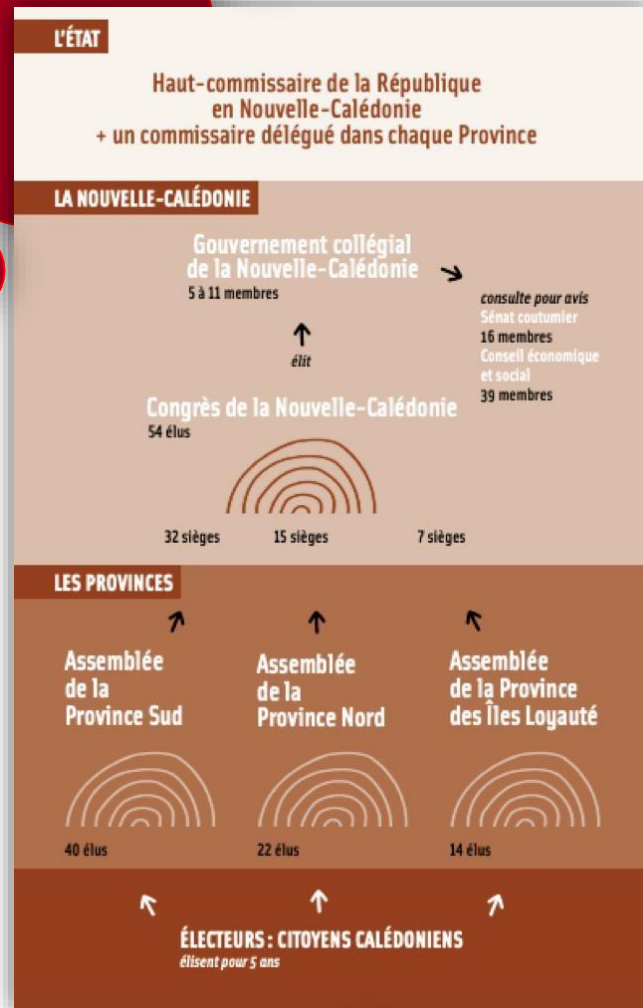 L'ÉTAT
Haut-commissaire de la République
en Nouvelle-Calédonie
+ un commissaire délégué dans chaque Province
LA NOUVELLE-CALÉDONIE
Gouvernement collégial
de la Nouvelle-Calédonie
5 à 11 membres
consulte pour avis
Sénat coutumier
16 membres
Conseil économique
et social
39 membres
élit
Congrès de la Nouvelle-Calédonie
54 élus
32 sièges
15 sièges
7 sièges
LES PROVINCES
Assemblée
de la
Province Sud
40 élus
Assemblée
de la
Province Nord
22 élus
Assemblée
de la Province
des Îles Loyauté
14 élus
ÉLECTEURS : CITOYENS CALÉDONIENS
élisent pour 5 ans